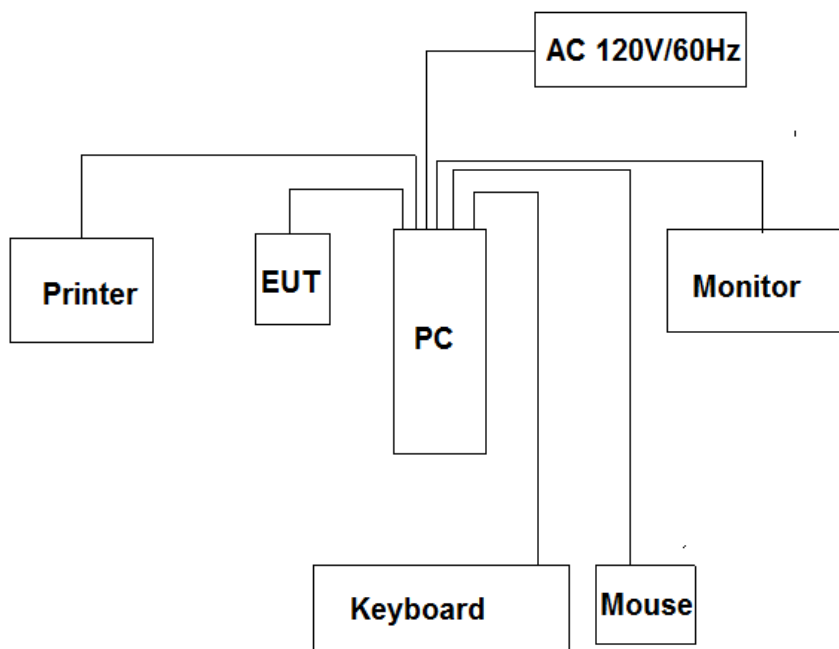 AC 120V/60Hz
Printer
EUT
PC
Monitor
Keyboard
Mouse